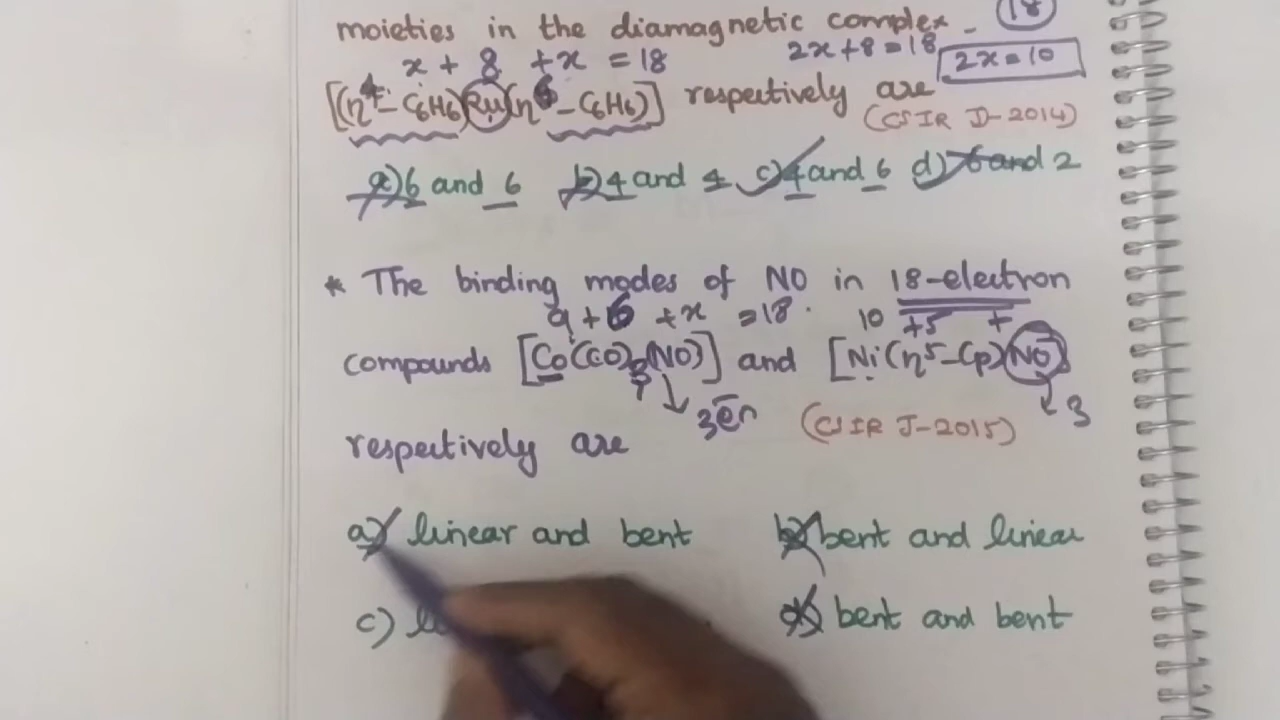 moieties in the diamagnetic complex - 18
x + 8 + x = 18 2x+8=18 2x=10
[(η4-C6H6)Ru(η6-C6H6)] respectively are
(CSIR D-2014)
a) 6 and 6 b) 4 and 4 c) 4 and 6 d) 6 and 2
* The binding modes of NO in 18-electron
9 + 6 + x = 18. 10 +5 +
compounds [Co(CO)3(NO)] and [Ni(η5-Cp)NO]
3en 3
respectively are (CSIR J-2015)
a) linear and bent b) bent and linear
c) d) bent and bent